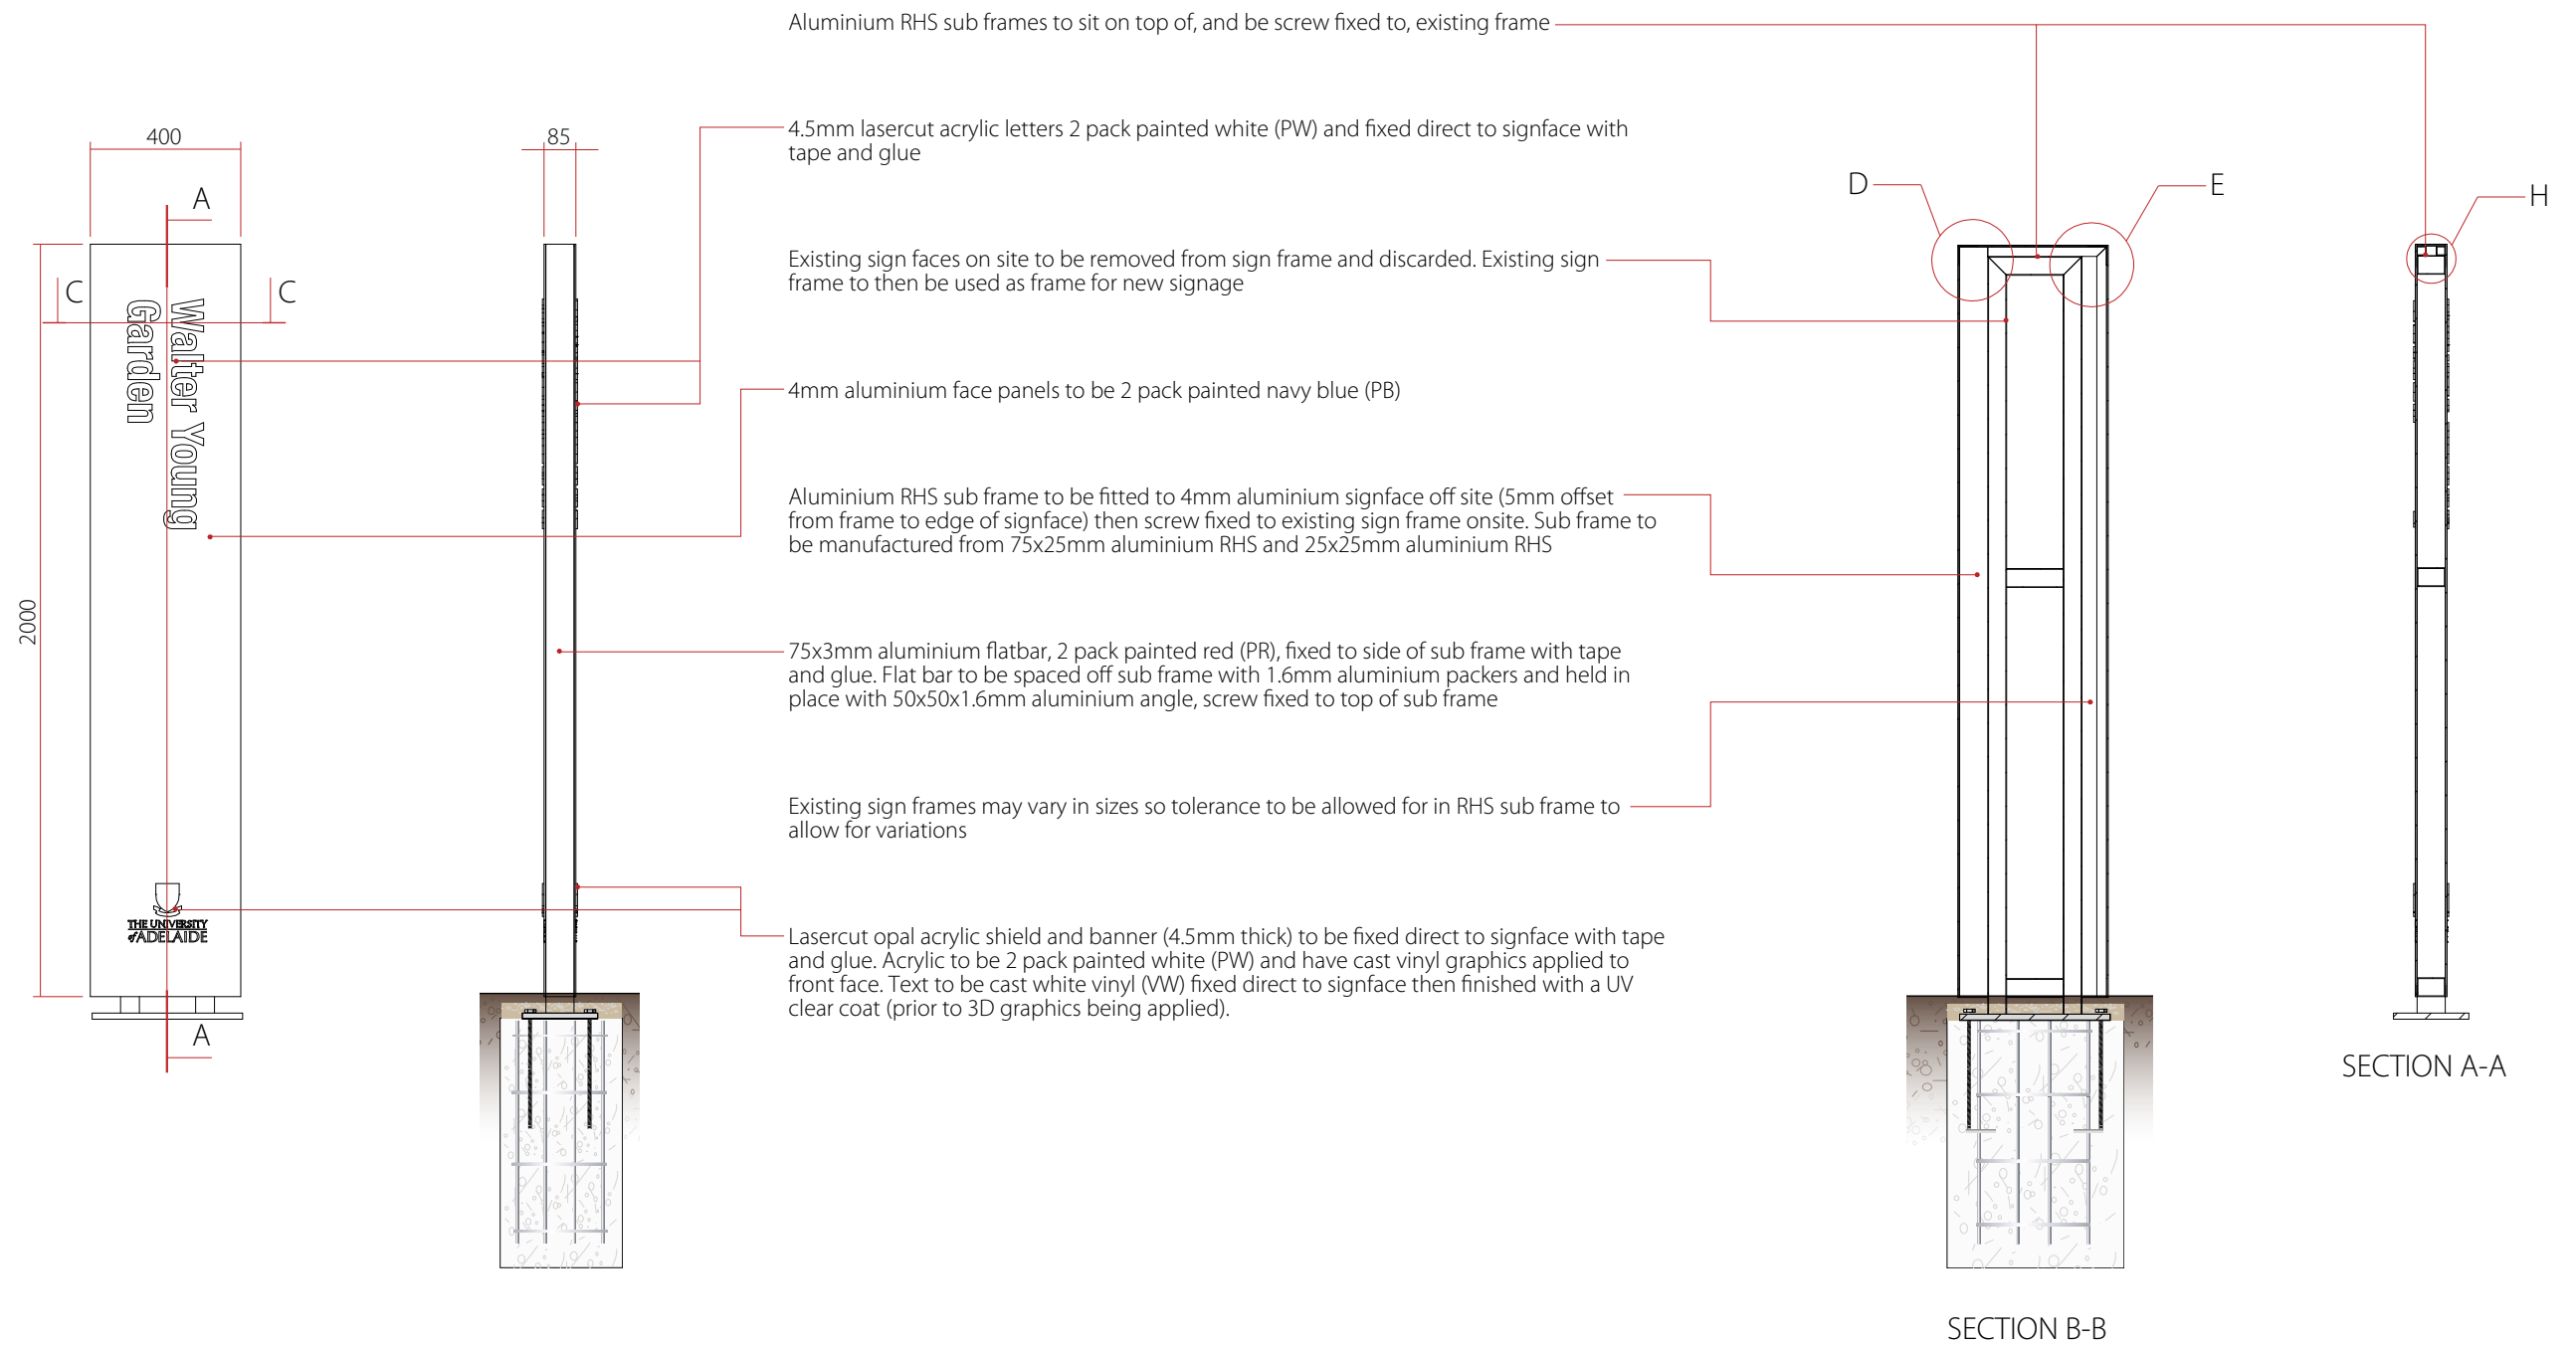 Aluminium RHS sub frames to sit on top of, and be screw fixed to, existing frame
400
85
4.5mm lasercut acrylic letters 2 pack painted white (PW) and fixed direct to signface with
tape and glue
A
D
E
H
C
C
Existing sign faces on site to be removed from sign frame and discarded. Existing sign
frame to then be used as frame for new signage
Walter Young
Garden
4mm aluminium face panels to be 2 pack painted navy blue (PB)
Aluminium RHS sub frame to be fitted to 4mm aluminium signface off site (5mm offset
from frame to edge of signface) then screw fixed to existing sign frame onsite. Sub frame to
be manufactured from 75x25mm aluminium RHS and 25x25mm aluminium RHS
2000
75x3mm aluminium flatbar, 2 pack painted red (PR), fixed to side of sub frame with tape
and glue. Flat bar to be spaced off sub frame with 1.6mm aluminium packers and held in
place with 50x50x1.6mm aluminium angle, screw fixed to top of sub frame
Existing sign frames may vary in sizes so tolerance to be allowed for in RHS sub frame to
allow for variations
THE UNIVERSITY
of ADELAIDE
Lasercut opal acrylic shield and banner (4.5mm thick) to be fixed direct to signface with tape
and glue. Acrylic to be 2 pack painted white (PW) and have cast vinyl graphics applied to
front face. Text to be cast white vinyl (VW) fixed direct to signface then finished with a UV
clear coat (prior to 3D graphics being applied).
A
SECTION A-A
SECTION B-B